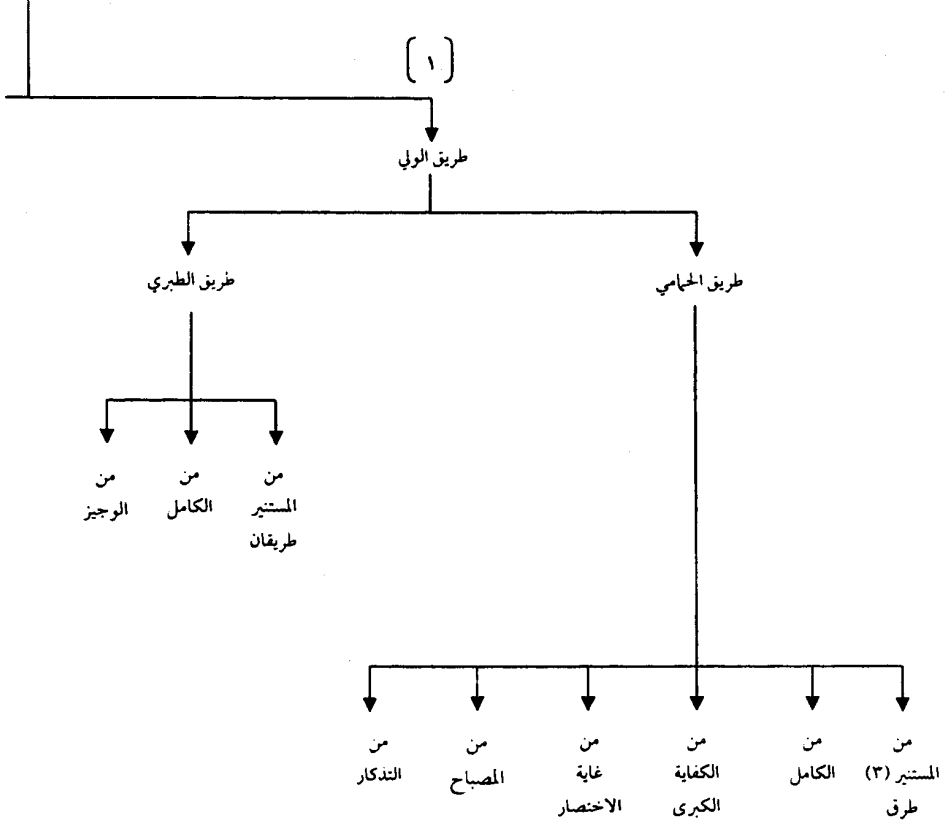 [١]
طريق الولي
طريق الحمامي
طريق الطبري
من
المستنير
طريقان
من
الكامل
من
الوجيز
من
المستنير (٣)
طرق
من
الكامل
من
الكفاية
الكبرى
من
غاية
الاختصار
من
المصباح
من
التذكار